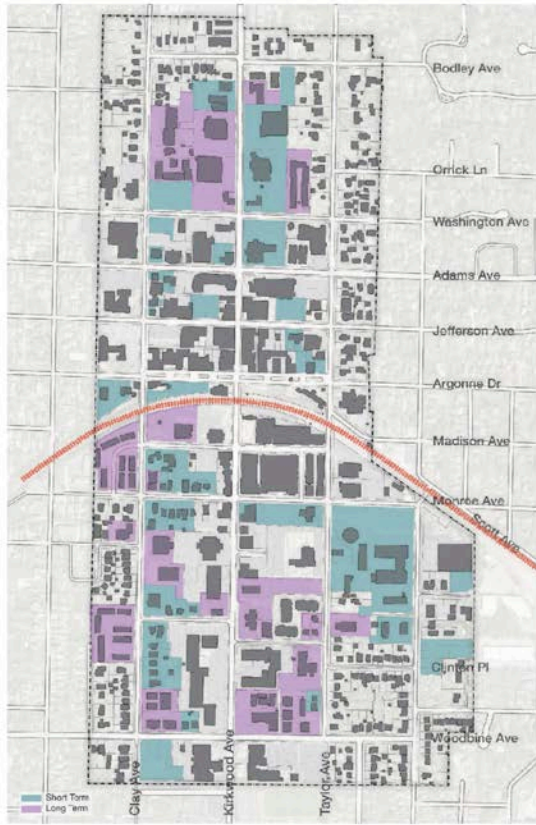 Bodley Ave
Orrick Ln
Washington Ave
Adams Ave
Jefferson Ave
Argonne Dr
Madison Ave
Monroe Ave
Scott Ave
Clinton Pl
Woodbine Ave
Clay Ave
Kirkwood Ave
Taylor Ave
Short Term
Long Term